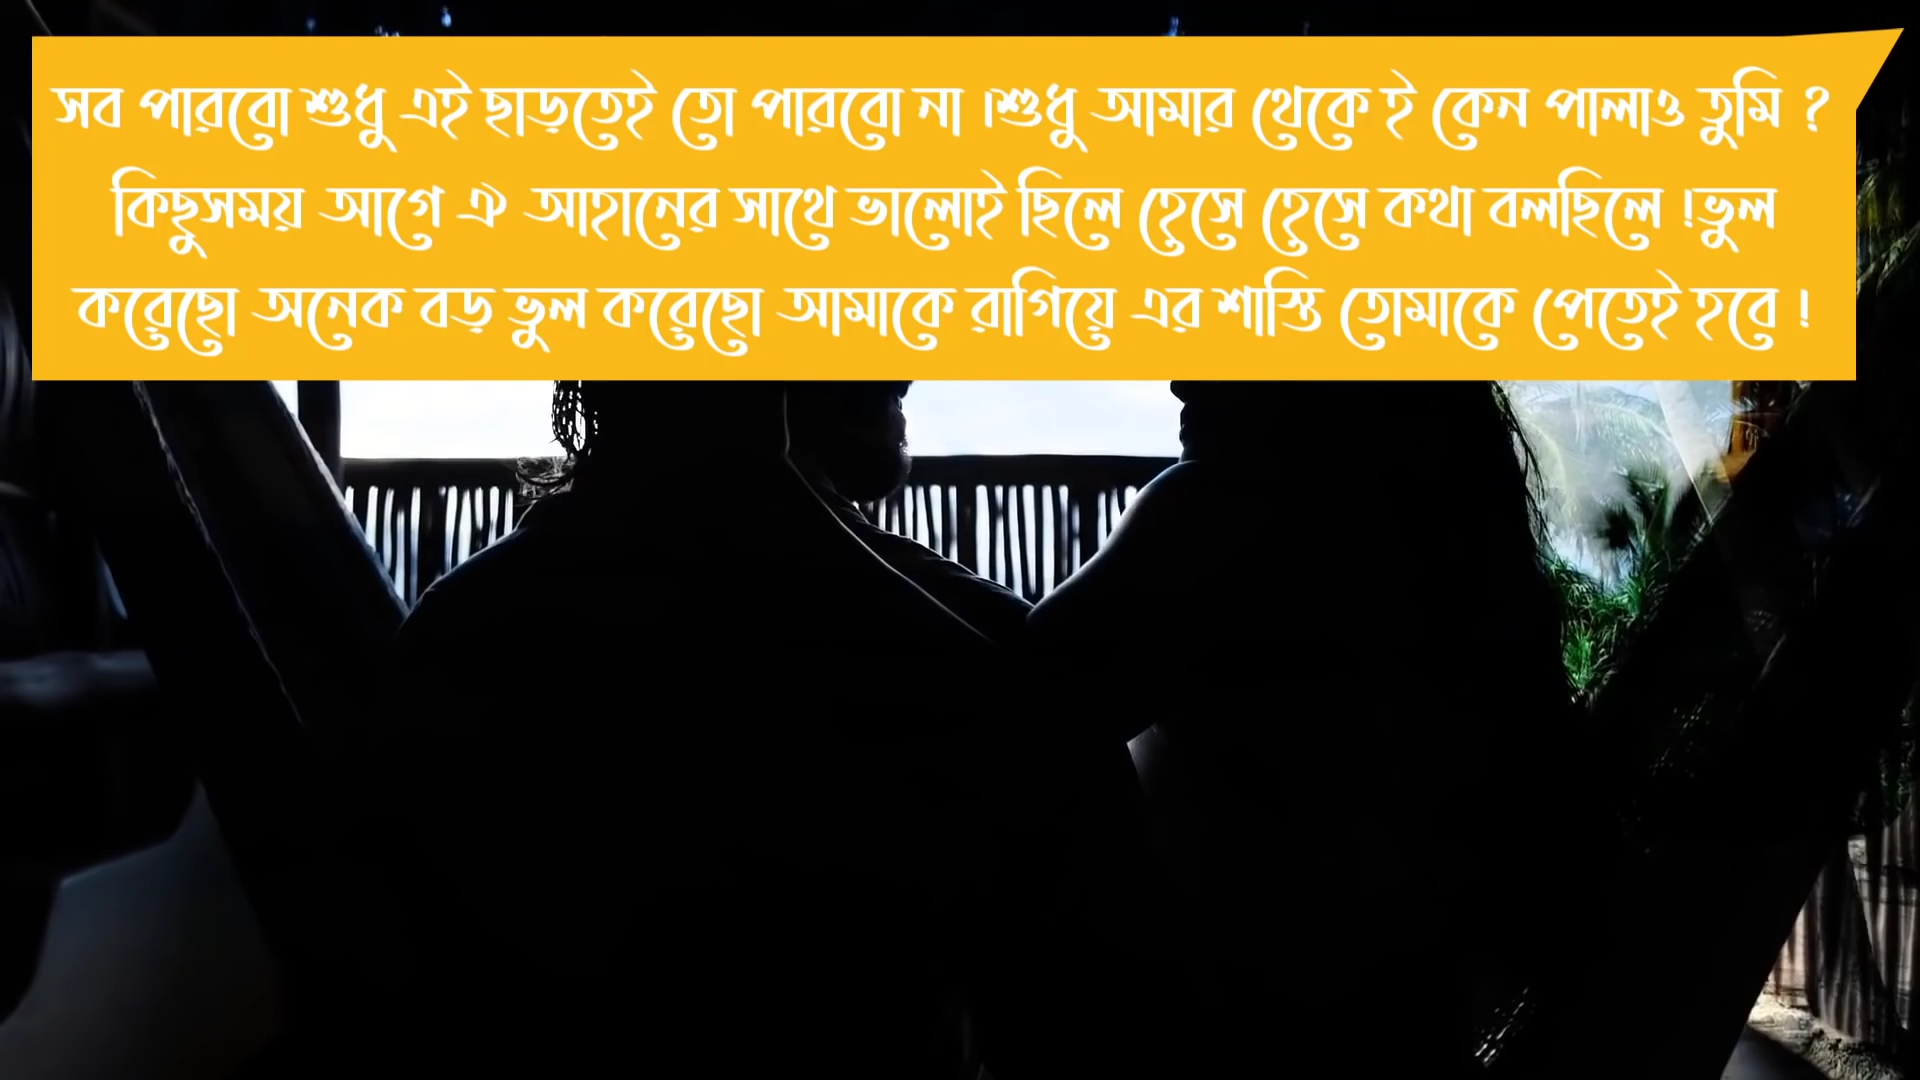 সব পারবো শুধু এই ছাড়তেই তো পারবো না ।শুধু আমার থেকে ই কেন পালাও তুমি ?
কিছুসময় আগে ঐ আহানের সাথে ভালোই ছিলে হেসে হেসে কথা বলছিলে !ভুল
করেছো অনেক বড় ভুল করেছো আমাকে রাগিয়ে এর শাস্তি তোমাকে পেতেই হবে !